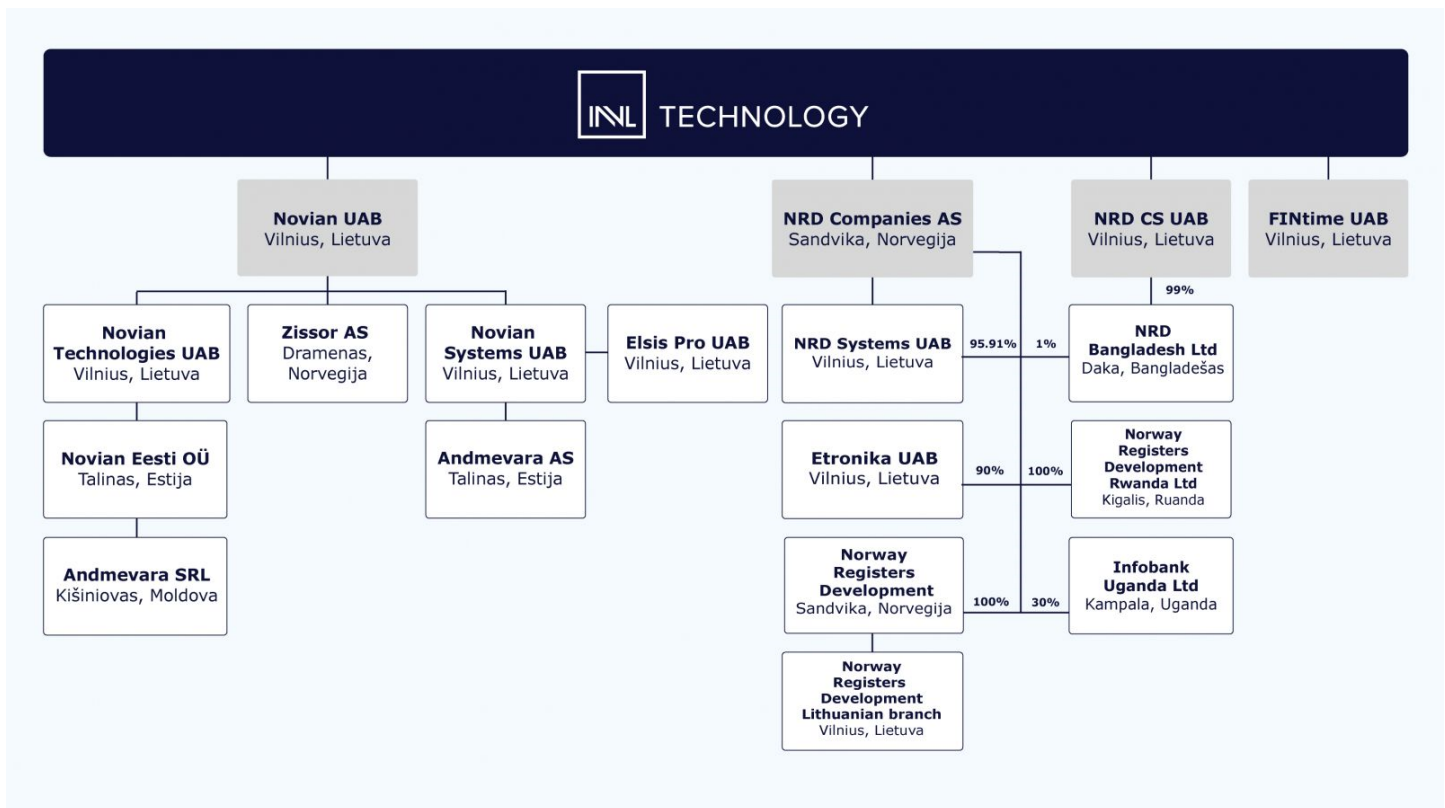 INVL TECHNOLOGY
Novian UAB
Vilnius, Lietuva
NRD Companies AS
Sandvika, Norvegija
NRD CS UAB
Vilnius, Lietuva
FINtime UAB
Vilnius, Lietuva
99%
Novian
Technologies UAB
Vilnius, Lietuva
Zissor AS
Dramenas,
Norvegija
Novian
Systems UAB
Vilnius, Lietuva
Elsis Pro UAB
Vilnius, Lietuva
NRD Systems UAB
Vilnius, Lietuva
95.91%
1%
NRD
Bangladesh Ltd
Daka, Bangladešas
Novian Eesti OÜ
Talinas, Estija
Andmevara AS
Talinas, Estija
Etronika UAB
Vilnius, Lietuva
90%
100%
Norway
Registers
Development
Rwanda Ltd
Kigalis, Ruanda
Andmevara SRL
Kišiniovas, Moldova
Norway
Registers
Development
Sandvika, Norvegija
100%
30%
Infobank
Uganda Ltd
Kampala, Uganda
Norway
Registers
Development
Lithuanian branch
Vilnius, Lietuva